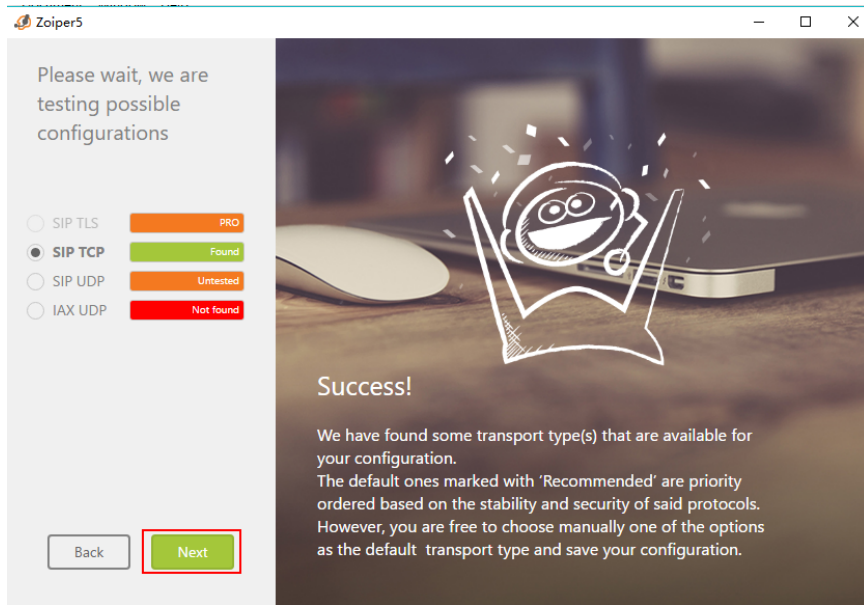 Zoiper5
Please wait, we are
testing possible
configurations
SIP TLS PRO
SIP TCP Found
SIP UDP Untested
IAX UDP Not found
Success!
We have found some transport type(s) that are available for
your configuration.
The default ones marked with ‘Recommended’ are priority
ordered based on the stability and security of said protocols.
However, you are free to choose manually one of the options
as the default transport type and save your configuration.
Back Next